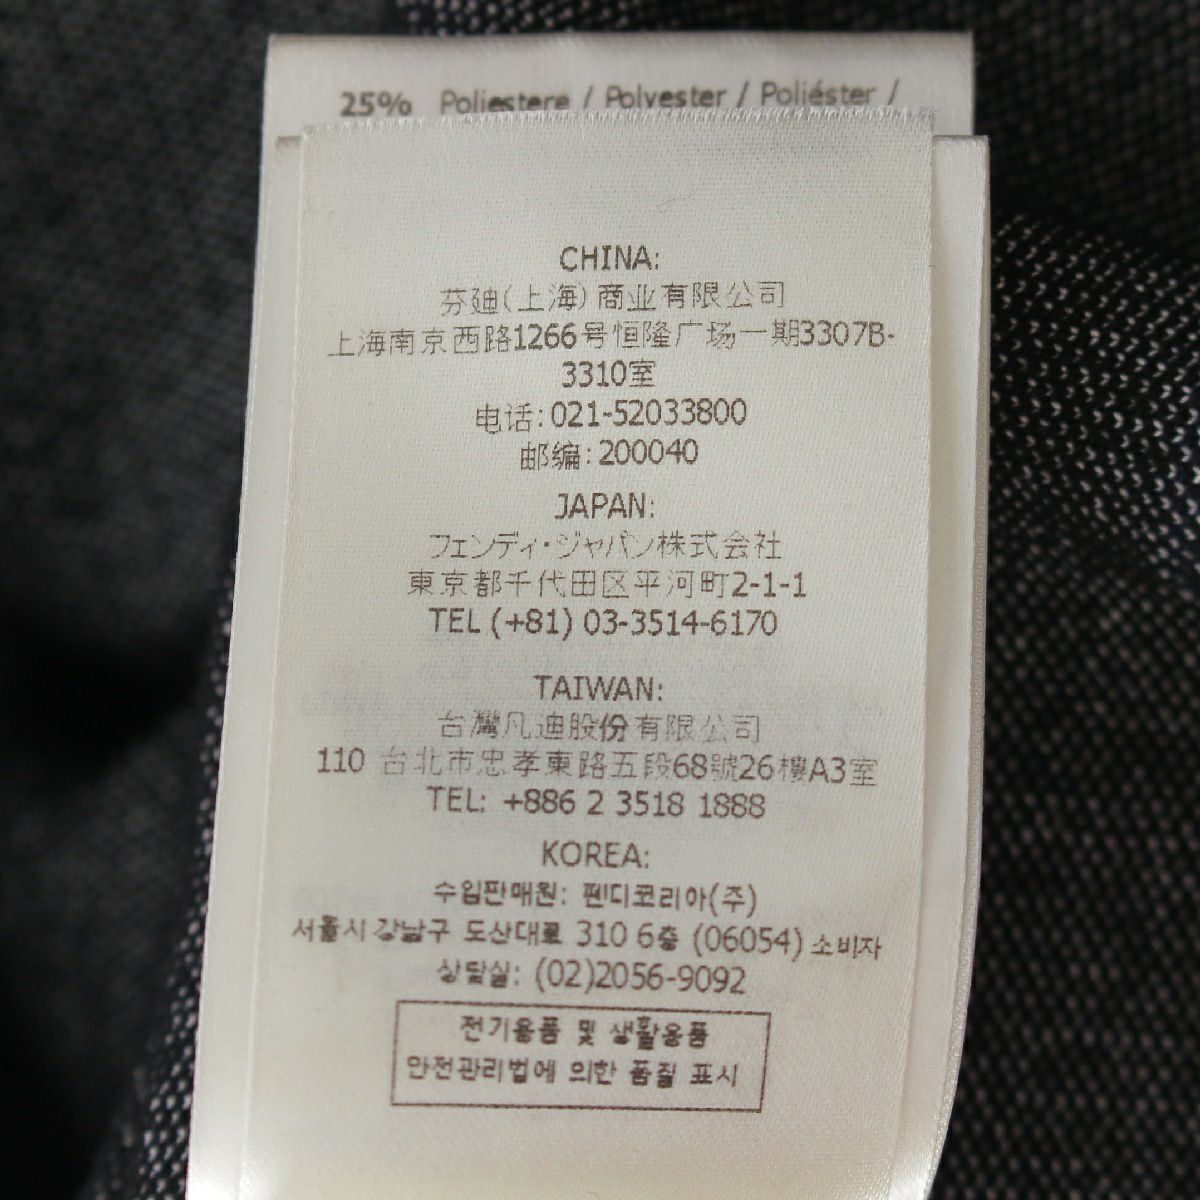 25% Poliestere / Polyester / Poliéster /
CHINA:
芬廸(上海)商业有限公司
上海南京西路1266号恒隆广场一期3307B-
3310室
电话:021-52033800
邮编:200040
JAPAN:
フェンディ・ジャパン株式会社
東京都千代田区平河町2-1-1
TEL (+81) 03-3514-6170
TAIWAN:
台灣凡迪股份有限公司
110 台北市忠孝東路五段68號26樓A3室
TEL: +886 2 3518 1888
KOREA:
수입판매원: 펜디코리아(주)
서울시 강남구 도산대로 310 6층 (06054) 소비자
상담실: (02)2056-9092
전기용품 및 생활용품
안전관리법에 의한 품질 표시